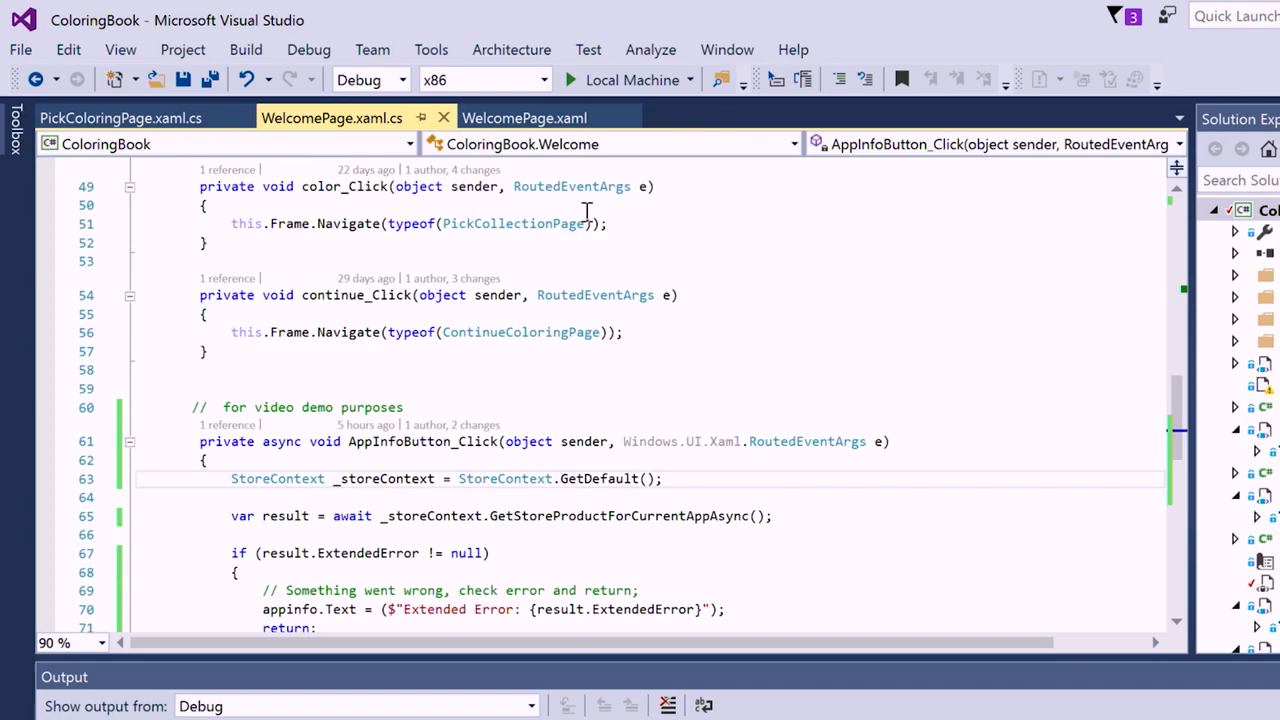 ColoringBook - Microsoft Visual Studio
3
Quick Launch
File Edit View Project Build Debug Team Tools Architecture Test Analyze Window Help
Debug x86 Local Machine
Toolbox
PickColoringPage.xaml.cs WelcomePage.xaml.cs WelcomePage.xaml
Solution Exp
ColoringBook ColoringBook.Welcome AppInfoButton_Click(object sender, RoutedEventArg
Search Soluti
Co
1 reference | 22 days ago | 1 author, 4 changes
49 private void color_Click(object sender, RoutedEventArgs e)
50 {
51 this.Frame.Navigate(typeof(PickCollectionPage));
52 }
53
1 reference | 29 days ago | 1 author, 3 changes
54 private void continue_Click(object sender, RoutedEventArgs e)
55 {
56 this.Frame.Navigate(typeof(ContinueColoringPage));
57 }
58
59
60 // for video demo purposes
1 reference | 5 hours ago | 1 author, 2 changes
61 private async void AppInfoButton_Click(object sender, Windows.UI.Xaml.RoutedEventArgs e)
62 {
63 StoreContext _storeContext = StoreContext.GetDefault();
64
65 var result = await _storeContext.GetStoreProductForCurrentAppAsync();
66
67 if (result.ExtendedError != null)
68 {
69 // Something went wrong, check error and return;
70 appinfo.Text = ($"Extended Error: {result.ExtendedError}");
71 return;
90 %
Output
Show output from: Debug